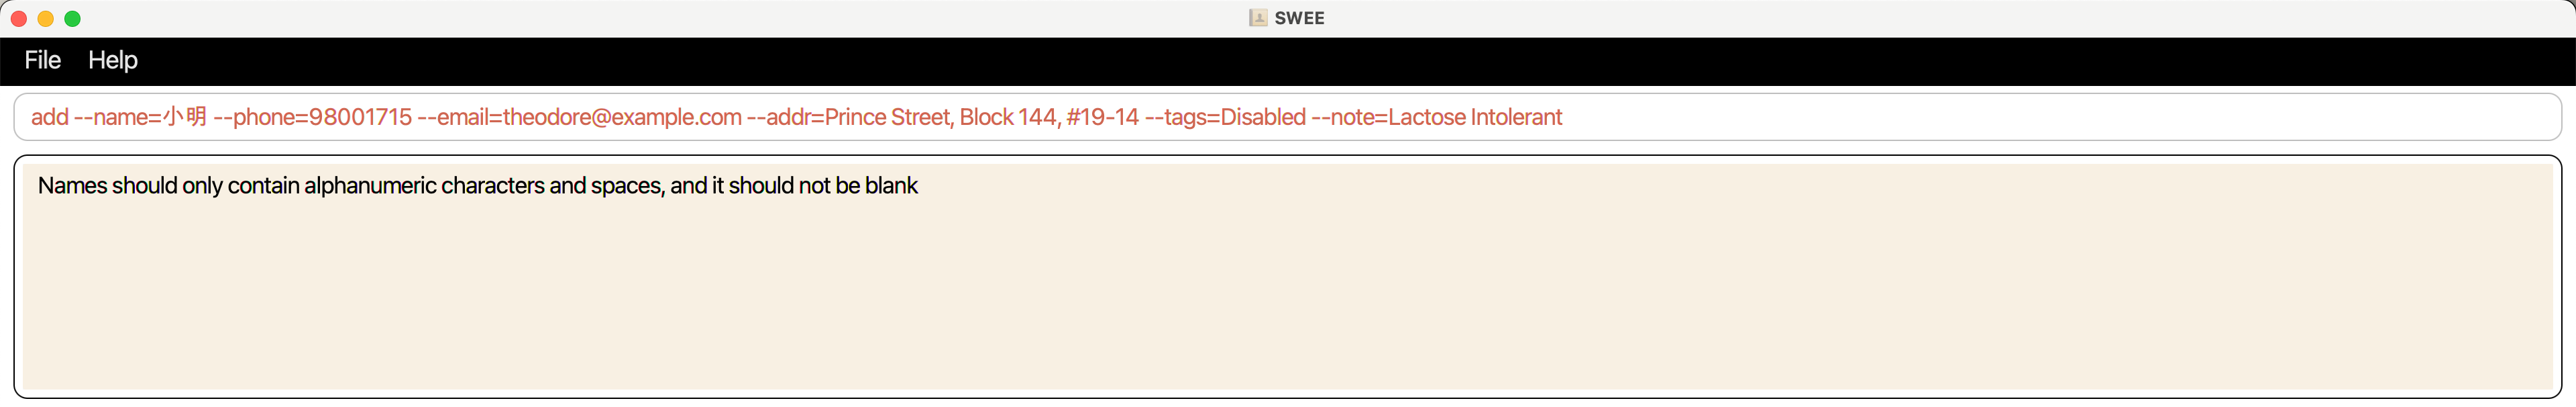 SWEE
File Help
add --name=小明 --phone=98001715 --email=theodore@example.com --addr=Prince Street, Block 144, #19-14 --tags=Disabled --note=Lactose Intolerant
Names should only contain alphanumeric characters and spaces, and it should not be blank